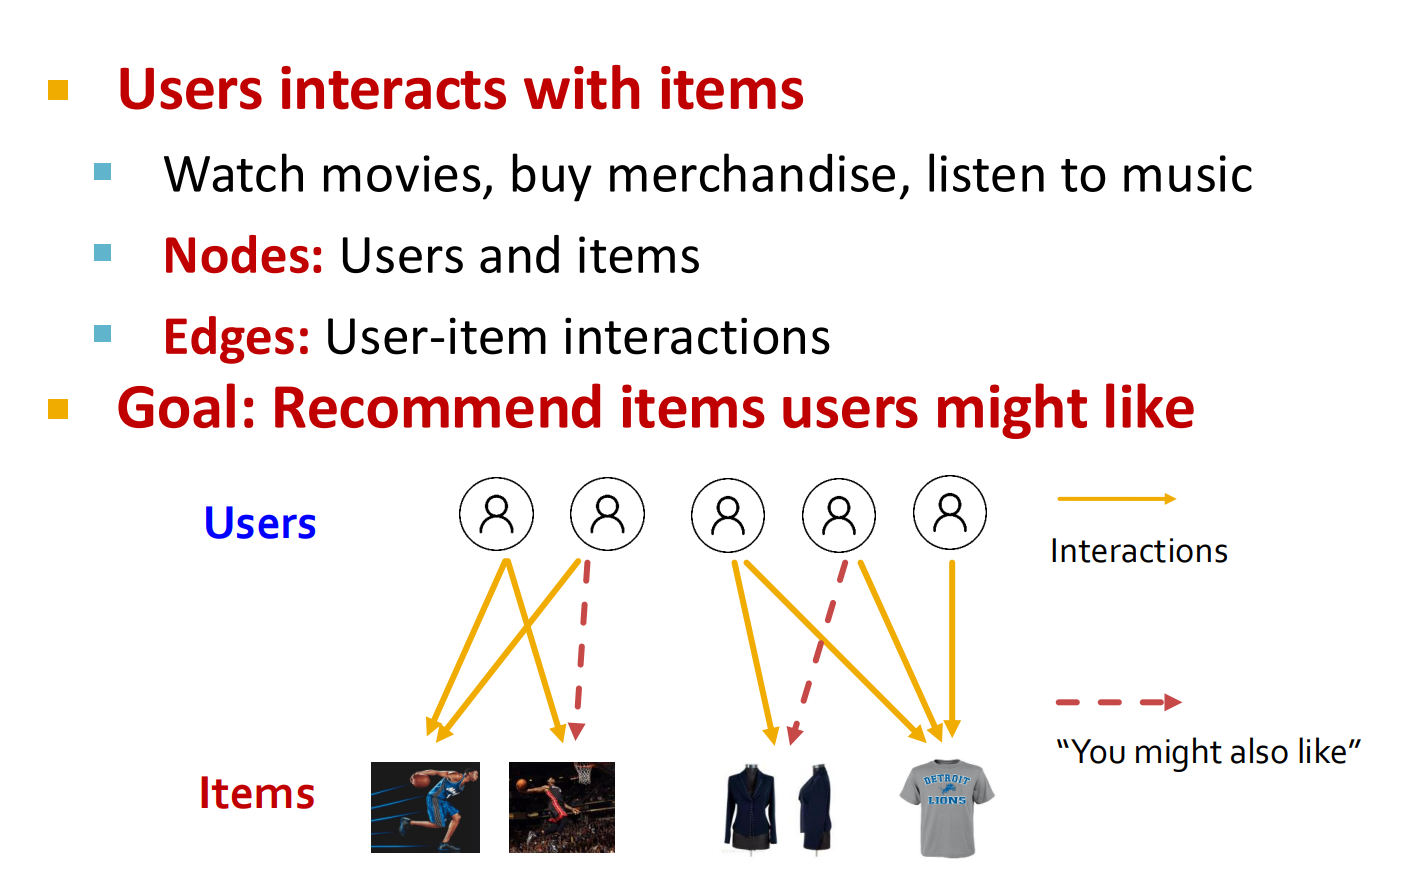 Users interacts with items
Watch movies, buy merchandise, listen to music
Nodes: Users and items
Edges: User-item interactions
Goal: Recommend items users might like
Users
Interactions
"You might also like"
Items
DETROIT
LIONS